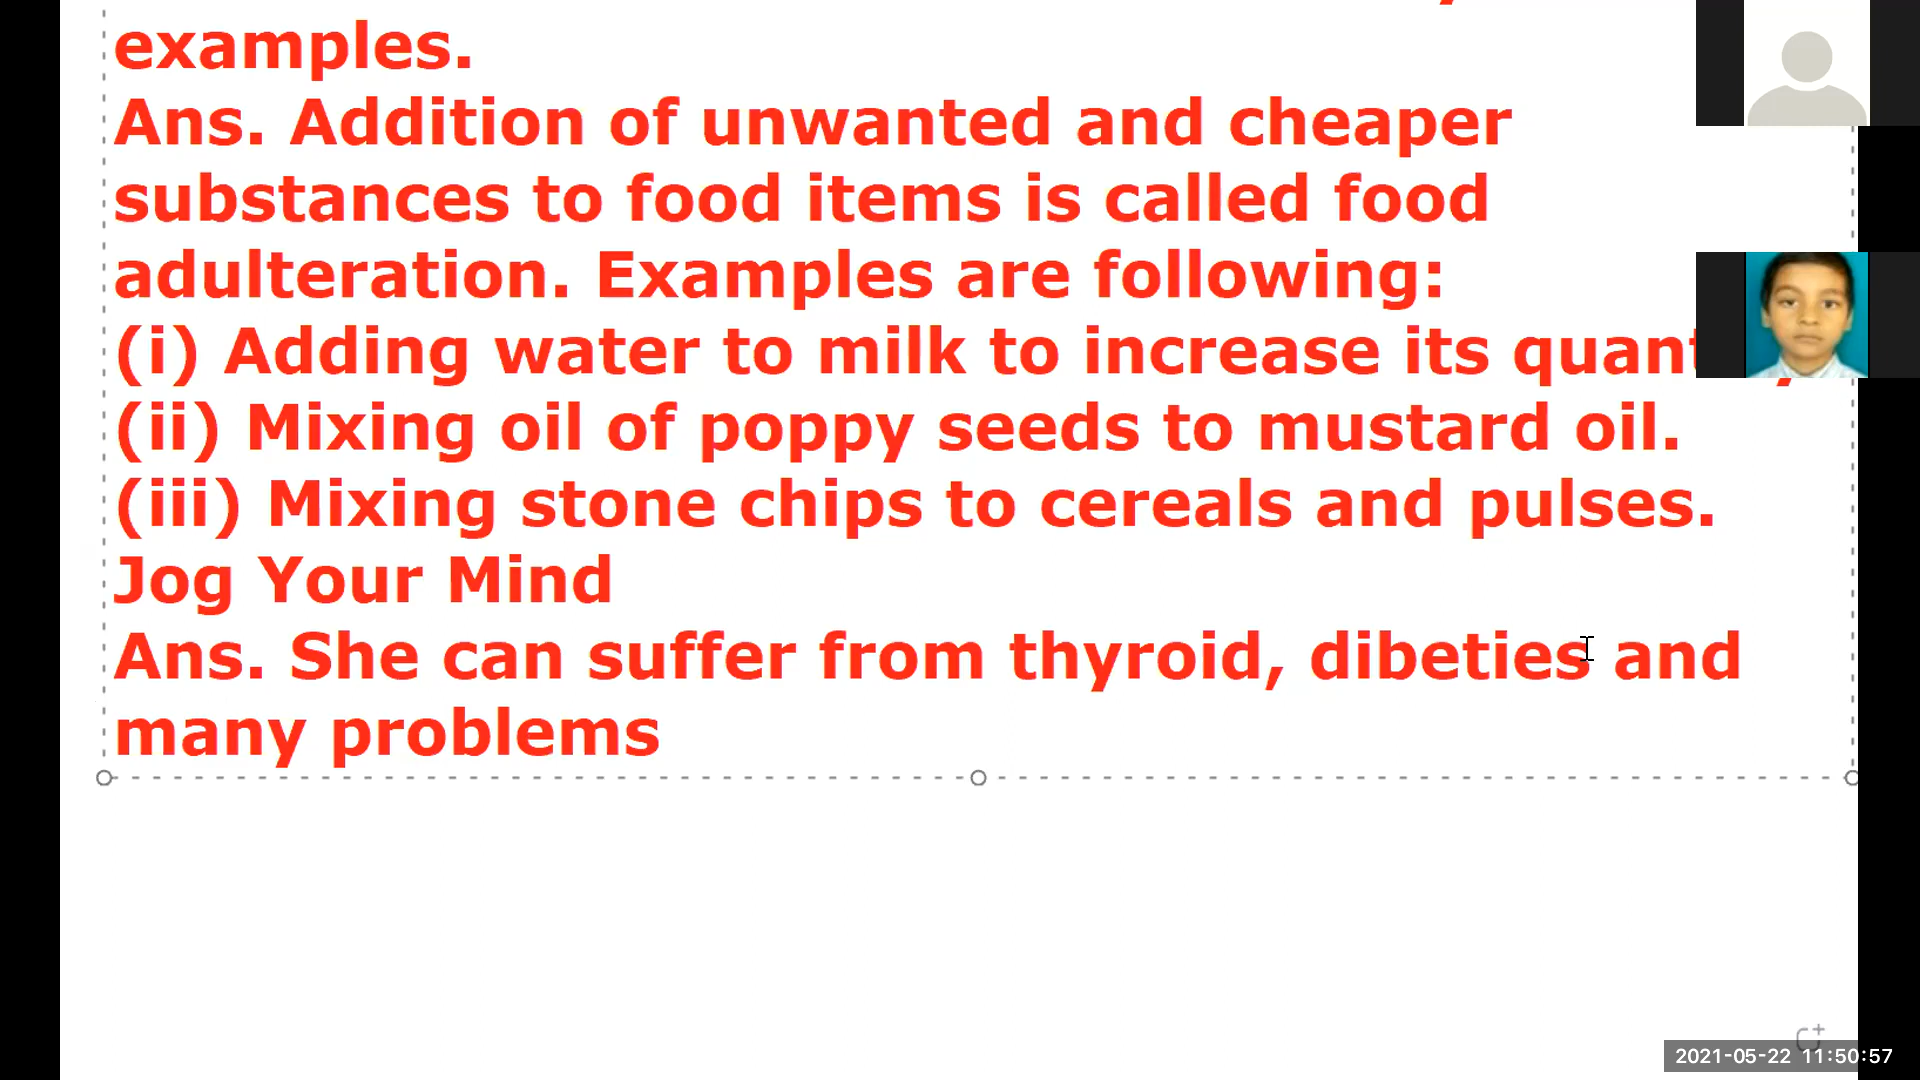 examples.
Ans. Addition of unwanted and cheaper
substances to food items is called food
adulteration. Examples are following:
(i) Adding water to milk to increase its
(ii) Mixing oil of poppy seeds to mustard oil.
(iii) Mixing stone chips to cereals and pulses.
Jog Your Mind
Ans. She can suffer from thyroid, dibeties and
many problems
2021-05-22 11:50:57